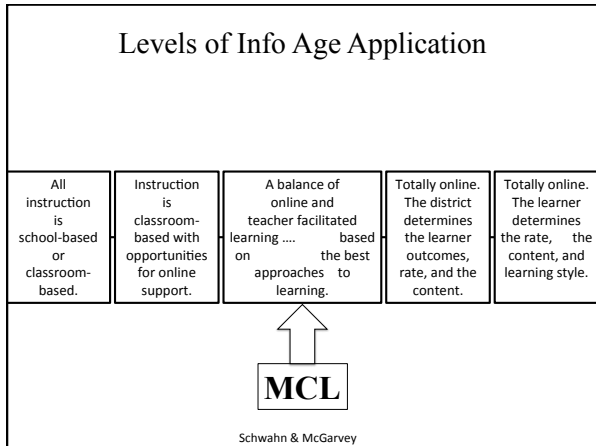 Levels of Info Age Application
All
instruction
is
school-based
or
classroom-
based.
Instruction
is
classroom-
based with
opportunities
for online
support.
A balance of
online and
teacher facilitated
learning .... based
on the best
approaches to
learning.
Totally online.
The district
determines
the learner
outcomes,
rate, and the
content.
Totally online.
The learner
determines
the rate, the
content, and
learning style.
MCL
Schwahn & McGarvey